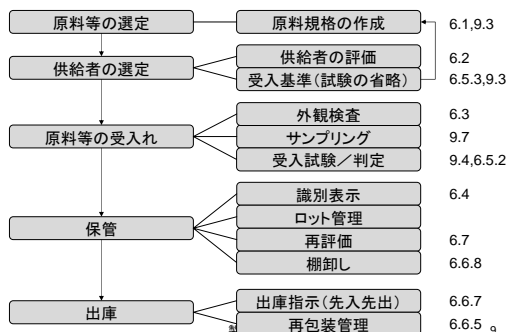 原料等の選定 原料規格の作成 6.1,9.3
供給者の評価 6.2
供給者の選定
受入基準(試験の省略) 6.5.3,9.3
外観検査 6.3
原料等の受入れ サンプリング 9.7
受入試験/判定 9.4,6.5.2
識別表示 6.4
ロット管理
保管
再評価 6.7
棚卸し 6.6.8
出庫指示(先入先出) 6.6.7
出庫
再包装管理 6.6.5
9